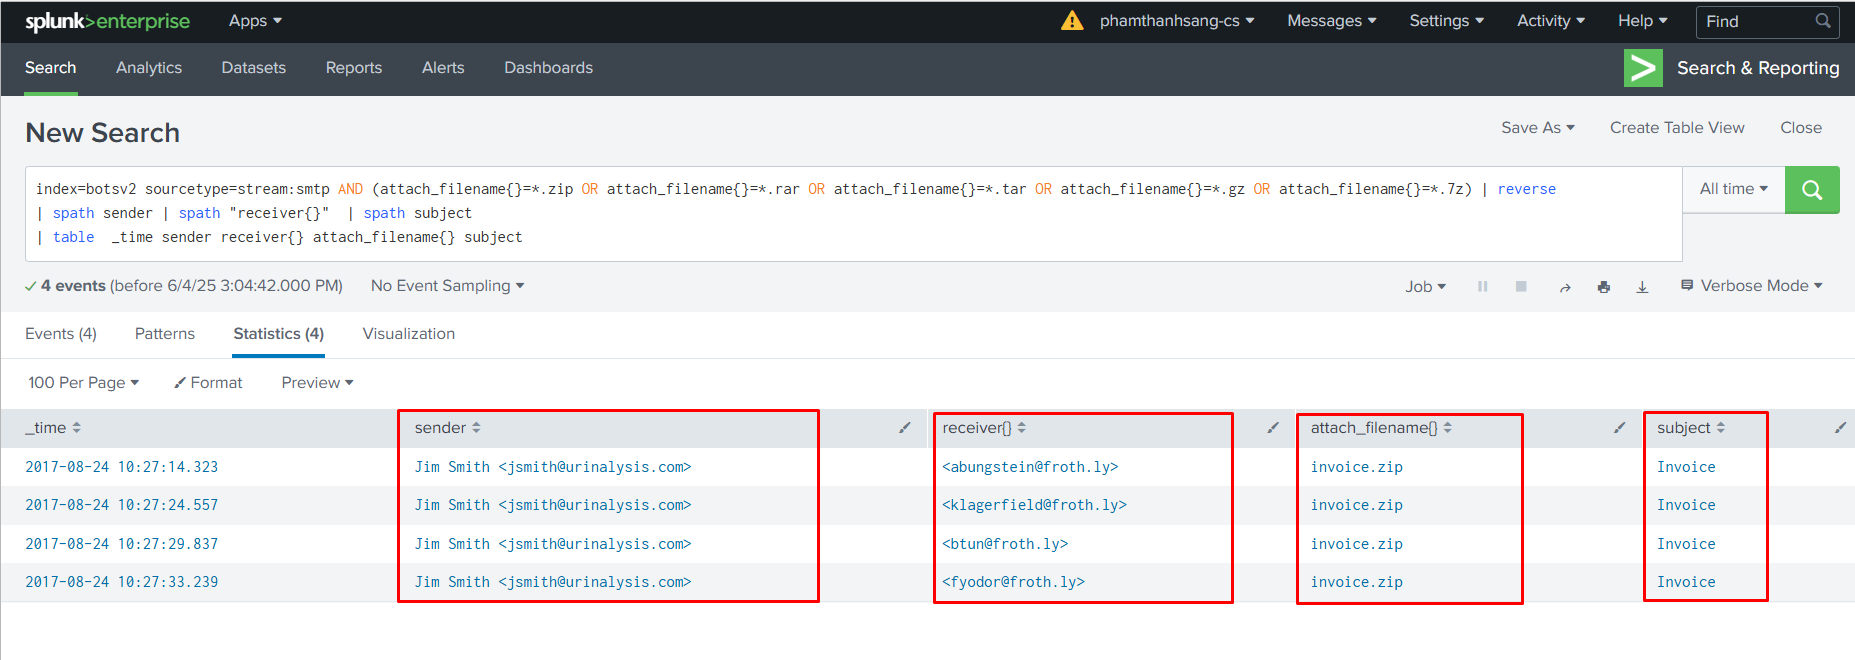 splunk>enterprise Apps phamthanhsang-cs Messages Settings Activity Help Find
Search Analytics Datasets Reports Alerts Dashboards Search & Reporting
New Search Save As Create Table View Close
index=botsv2 sourcetype=stream:smtp AND (attach_filename{}=*.zip OR attach_filename{}=*.rar OR attach_filename{}=*.tar OR attach_filename{}=*.gz OR attach_filename{}=*.7z) | reverse All time
| spath sender | spath "receiver{}"  | spath subject
| table  _time sender receiver{} attach_filename{} subject
4 events (before 6/4/25 3:04:42.000 PM) No Event Sampling Job Verbose Mode
Events (4) Patterns Statistics (4) Visualization
100 Per Page Format Preview
_time sender receiver{} attach_filename{} subject
2017-08-24 10:27:14.323 Jim Smith <jsmith@urinalysis.com> <abungstein@froth.ly> invoice.zip Invoice
2017-08-24 10:27:24.557 Jim Smith <jsmith@urinalysis.com> <klagerfield@froth.ly> invoice.zip Invoice
2017-08-24 10:27:29.837 Jim Smith <jsmith@urinalysis.com> <btun@froth.ly> invoice.zip Invoice
2017-08-24 10:27:33.239 Jim Smith <jsmith@urinalysis.com> <fyodor@froth.ly> invoice.zip Invoice